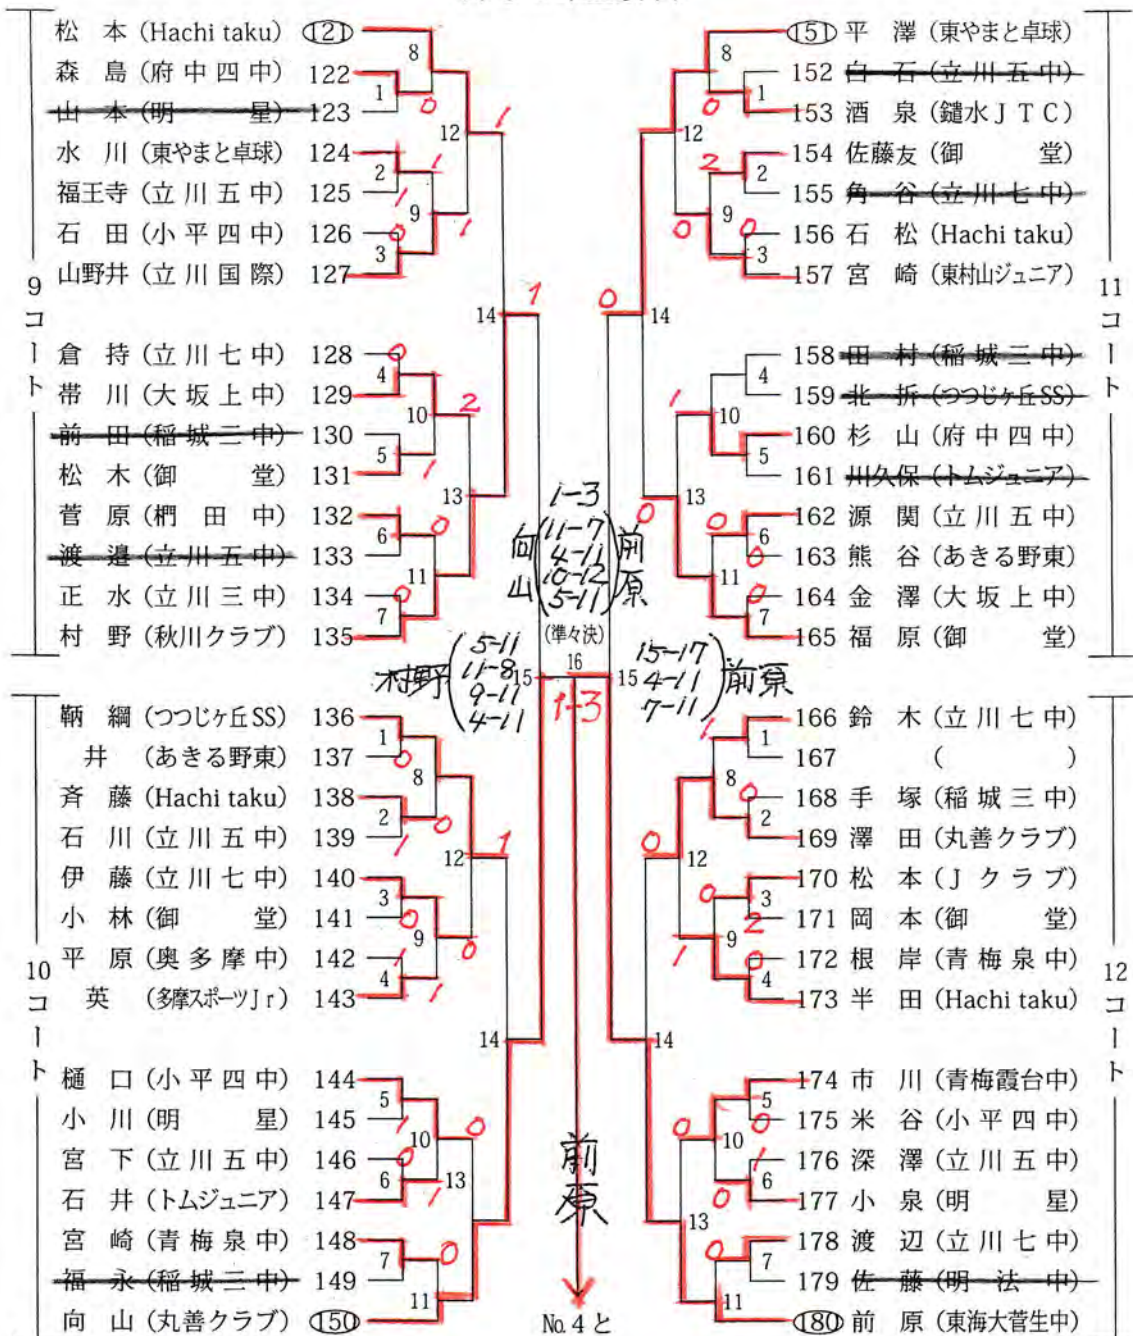 松本 (Hachi taku) 121
森島 (府中四中) 122
山本 (明星) 123
水川 (東やまと卓球) 124
福王寺 (立川五中) 125
石田 (小平四中) 126
山野井 (立川国際) 127
倉持 (立川七中) 128
帯川 (大坂上中) 129
前田 (稲城三中) 130
松木 (御堂) 131
菅原 (椚田中) 132
渡邉 (立川五中) 133
正水 (立川三中) 134
村野 (秋川クラブ) 135
9コート
鞆綱 (つつじヶ丘SS) 136
井 (あきる野東) 137
斉藤 (Hachi taku) 138
石川 (立川五中) 139
伊藤 (立川七中) 140
小林 (御堂) 141
平原 (奥多摩中) 142
英 (多摩スポーツJr) 143
樋口 (小平四中) 144
小川 (明星) 145
宮下 (立川五中) 146
石井 (トムジュニア) 147
宮崎 (青梅泉中) 148
福永 (稲城三中) 149
向山 (丸善クラブ) 150
10コート
1-3
向山 (11-7 4-11 10-12 5-11) 前原
(準々決)
16
村野 (5-11 11-8 9-11 4-11) 15
1-3
15 (15-17 4-11 7-11) 前原
前原
No.4と
151 平澤 (東やまと卓球)
152 白石 (立川五中)
153 酒泉 (鑓水JTC)
154 佐藤友 (御堂)
155 角谷 (立川七中)
156 石松 (Hachi taku)
157 宮崎 (東村山ジュニア)
158 田村 (稲城三中)
159 北折 (つつじヶ丘SS)
160 杉山 (府中四中)
161 川久保 (トムジュニア)
162 源関 (立川五中)
163 熊谷 (あきる野東)
164 金澤 (大坂上中)
165 福原 (御堂)
11コート
166 鈴木 (立川七中)
167 ( )
168 手塚 (稲城三中)
169 澤田 (丸善クラブ)
170 松本 (Jクラブ)
171 岡本 (御堂)
172 根岸 (青梅泉中)
173 半田 (Hachi taku)
174 市川 (青梅霞台中)
175 米谷 (小平四中)
176 深澤 (立川五中)
177 小泉 (明星)
178 渡辺 (立川七中)
179 佐藤 (明法中)
180 前原 (東海大菅生中)
12コート